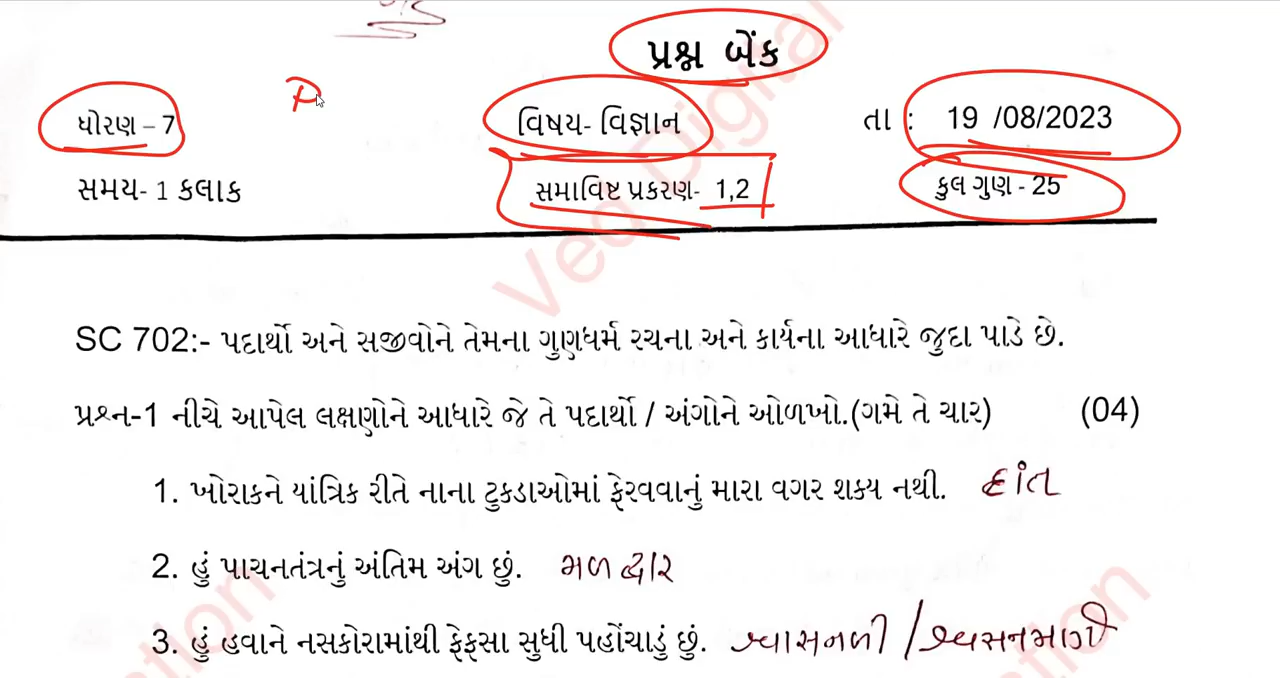 પ્રશ્ન બેંક
ધોરણ – 7 વિષય- વિજ્ઞાન તા : 19 /08/2023
સમય- 1 કલાક સમાવિષ્ટ પ્રકરણ- 1,2 કુલ ગુણ - 25
SC 702:- પદાર્થો અને સજીવોને તેમના ગુણધર્મ રચના અને કાર્યના આધારે જુદા પાડે છે.
પ્રશ્ન-1 નીચે આપેલ લક્ષણોને આધારે જે તે પદાર્થો / અંગોને ઓળખો.(ગમે તે ચાર) (04)
1. ખોરાકને યાંત્રિક રીતે નાના ટુકડાઓમાં ફેરવવાનું મારા વગર શક્ય નથી. દાંત
2. હું પાચનતંત્રનું અંતિમ અંગ છું. મળદ્વાર
3. હું હવાને નસકોરામાંથી ફેફસા સુધી પહોંચાડું છું. શ્વાસનળી / શ્વસનમાર્ગ
Ved Digital